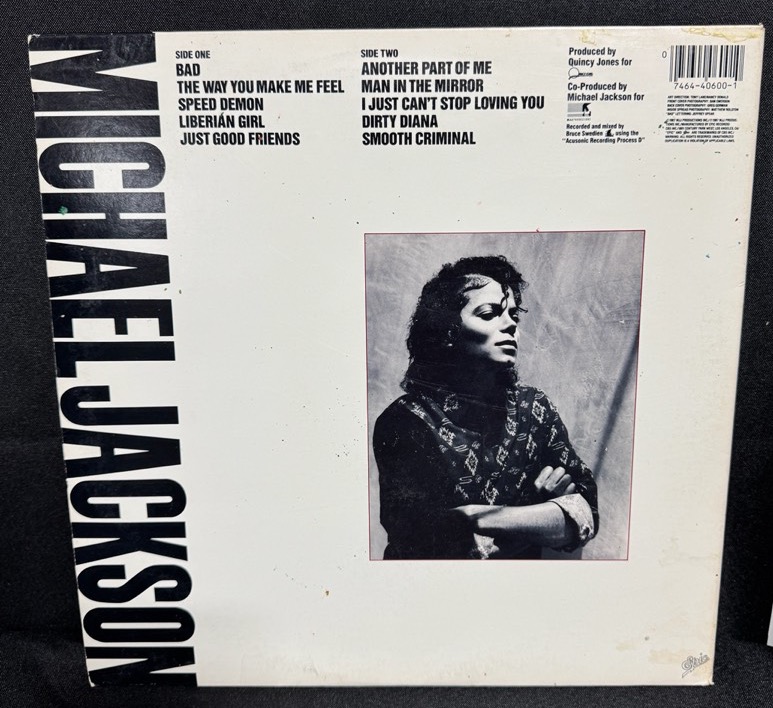 MICHAEL JACKSON
SIDE ONE
BAD
THE WAY YOU MAKE ME FEEL
SPEED DEMON
LIBERIAN GIRL
JUST GOOD FRIENDS
SIDE TWO
ANOTHER PART OF ME
MAN IN THE MIRROR
I JUST CAN'T STOP LOVING YOU
DIRTY DIANA
SMOOTH CRIMINAL
Produced by
Quincy Jones for
Co-Produced by
Michael Jackson for
Recorded and mixed by
Bruce Swedien using the
"Acusonic Recording Process D"
0
7464-40600-1
Epic